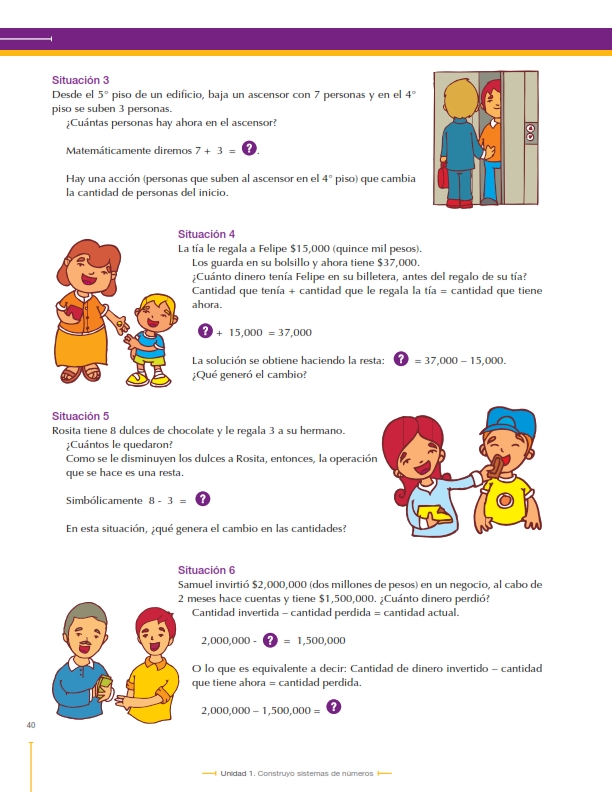 Situación 3
Desde el 5° piso de un edificio, baja un ascensor con 7 personas y en el 4°
piso se suben 3 personas.
¿Cuántas personas hay ahora en el ascensor?
Matemáticamente diremos 7 + 3 = ?.
Hay una acción (personas que suben al ascensor en el 4° piso) que cambia
la cantidad de personas del inicio.
Situación 4
La tía le regala a Felipe $15,000 (quince mil pesos).
Los guarda en su bolsillo y ahora tiene $37,000.
¿Cuánto dinero tenía Felipe en su billetera, antes del regalo de su tía?
Cantidad que tenía + cantidad que le regala la tía = cantidad que tiene
ahora.
? + 15,000 = 37,000
La solución se obtiene haciendo la resta: ? = 37,000 – 15,000.
¿Qué generó el cambio?
Situación 5
Rosita tiene 8 dulces de chocolate y le regala 3 a su hermano.
¿Cuántos le quedaron?
Como se le disminuyen los dulces a Rosita, entonces, la operación
que se hace es una resta.
Simbólicamente 8 - 3 = ?
En esta situación, ¿qué genera el cambio en las cantidades?
Situación 6
Samuel invirtió $2,000,000 (dos millones de pesos) en un negocio, al cabo de
2 meses hace cuentas y tiene $1,500,000. ¿Cuánto dinero perdió?
Cantidad invertida – cantidad perdida = cantidad actual.
2,000,000 - ? = 1,500,000
O lo que es equivalente a decir: Cantidad de dinero invertido – cantidad
que tiene ahora = cantidad perdida.
2,000,000 – 1,500,000 = ?
40
Unidad 1. Construyo sistemas de números